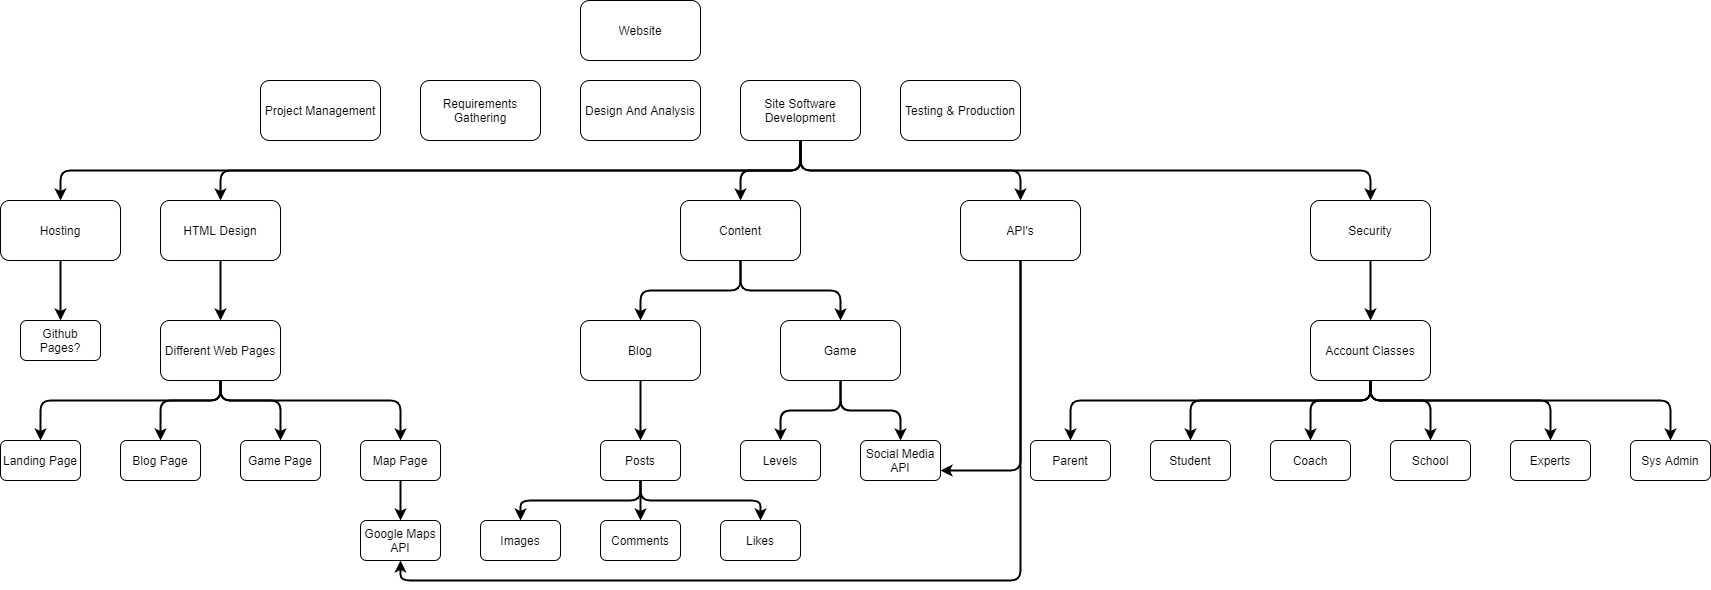 Website
Project Management
Requirements
Gathering
Design And Analysis
Site Software
Development
Testing & Production
Hosting
HTML Design
Content
API's
Security
Github
Pages?
Different Web Pages
Blog
Game
Account Classes
Landing Page
Blog Page
Game Page
Map Page
Posts
Levels
Social Media
API
Parent
Student
Coach
School
Experts
Sys Admin
Google Maps
API
Images
Comments
Likes